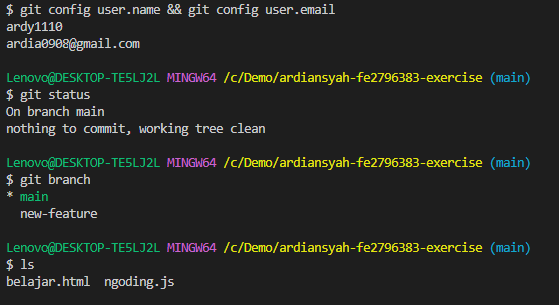 $ git config user.name && git config user.email
ardy1110
ardia0908@gmail.com
Lenovo@DESKTOP-TE5LJ2L MINGW64 /c/Demo/ardiansyah-fe2796383-exercise (main)
$ git status
On branch main
nothing to commit, working tree clean
Lenovo@DESKTOP-TE5LJ2L MINGW64 /c/Demo/ardiansyah-fe2796383-exercise (main)
$ git branch
* main
  new-feature
Lenovo@DESKTOP-TE5LJ2L MINGW64 /c/Demo/ardiansyah-fe2796383-exercise (main)
$ ls
belajar.html  ngoding.js